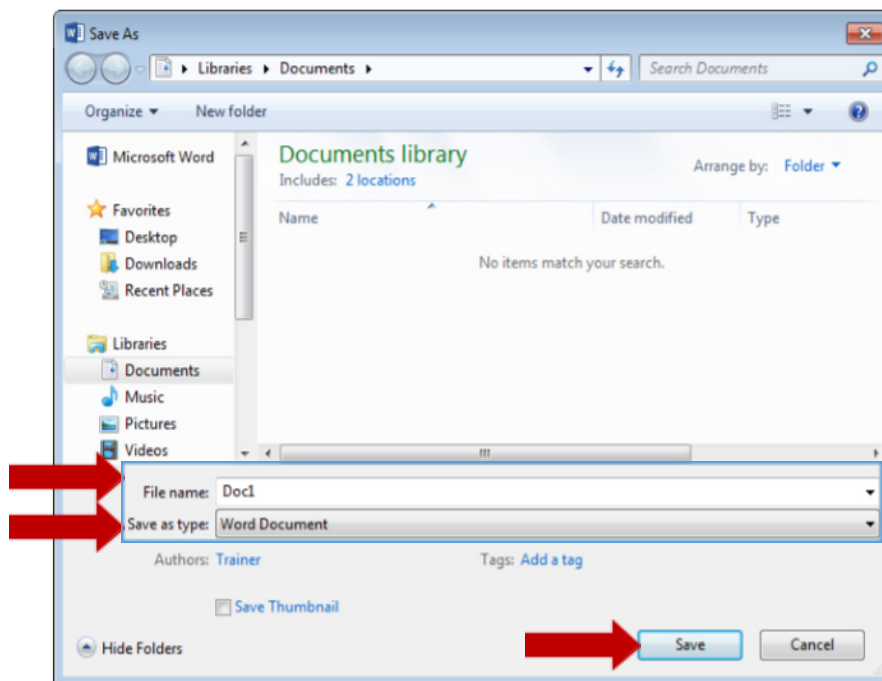 Save As
Libraries Documents Search Documents
Organize New folder
Microsoft Word
Favorites
Desktop
Downloads
Recent Places
Libraries
Documents
Music
Pictures
Videos
Documents library
Includes: 2 locations
Arrange by: Folder
Name Date modified Type
No items match your search.
File name: Doc1
Save as type: Word Document
Authors: Trainer Tags: Add a tag
Save Thumbnail
Hide Folders Save Cancel